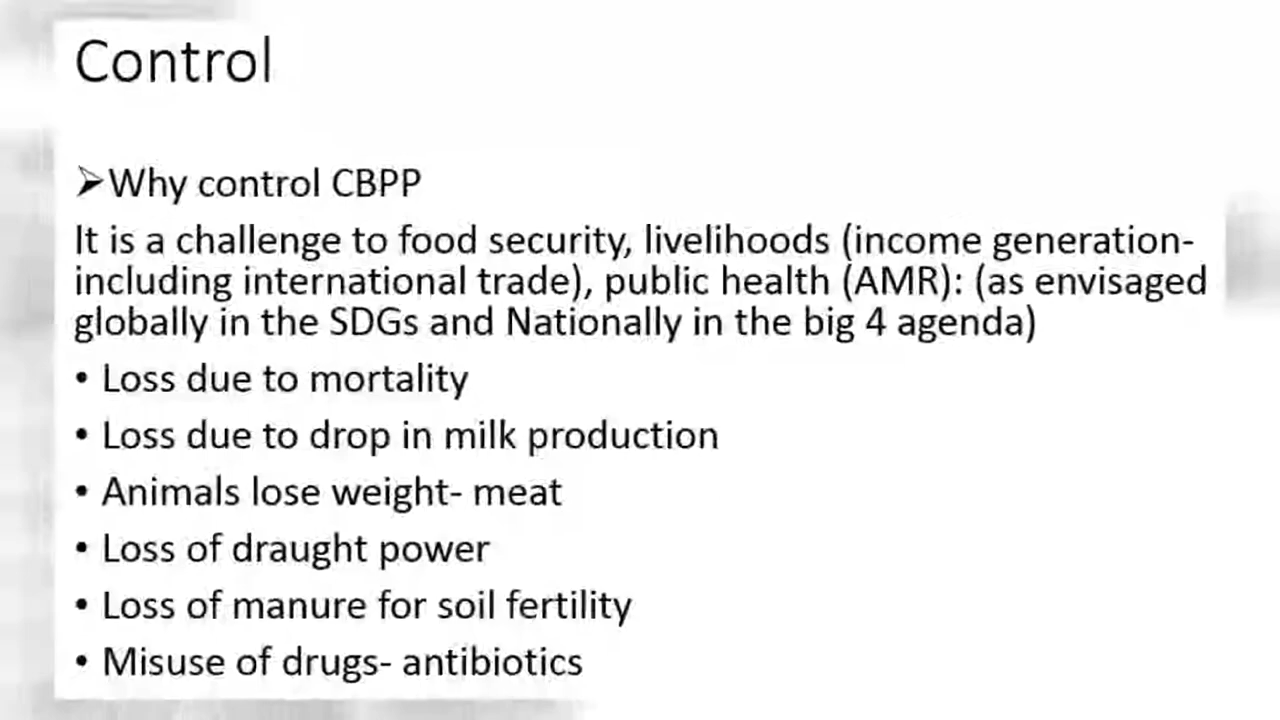 Control
➢Why control CBPP
It is a challenge to food security, livelihoods (income generation-
including international trade), public health (AMR): (as envisaged
globally in the SDGs and Nationally in the big 4 agenda)
• Loss due to mortality
• Loss due to drop in milk production
• Animals lose weight- meat
• Loss of draught power
• Loss of manure for soil fertility
• Misuse of drugs- antibiotics